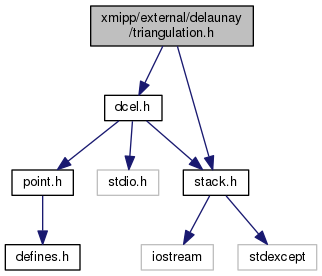 xmipp/external/delaunay
/triangulation.h
dcel.h
point.h
stdio.h
stack.h
defines.h
iostream
stdexcept